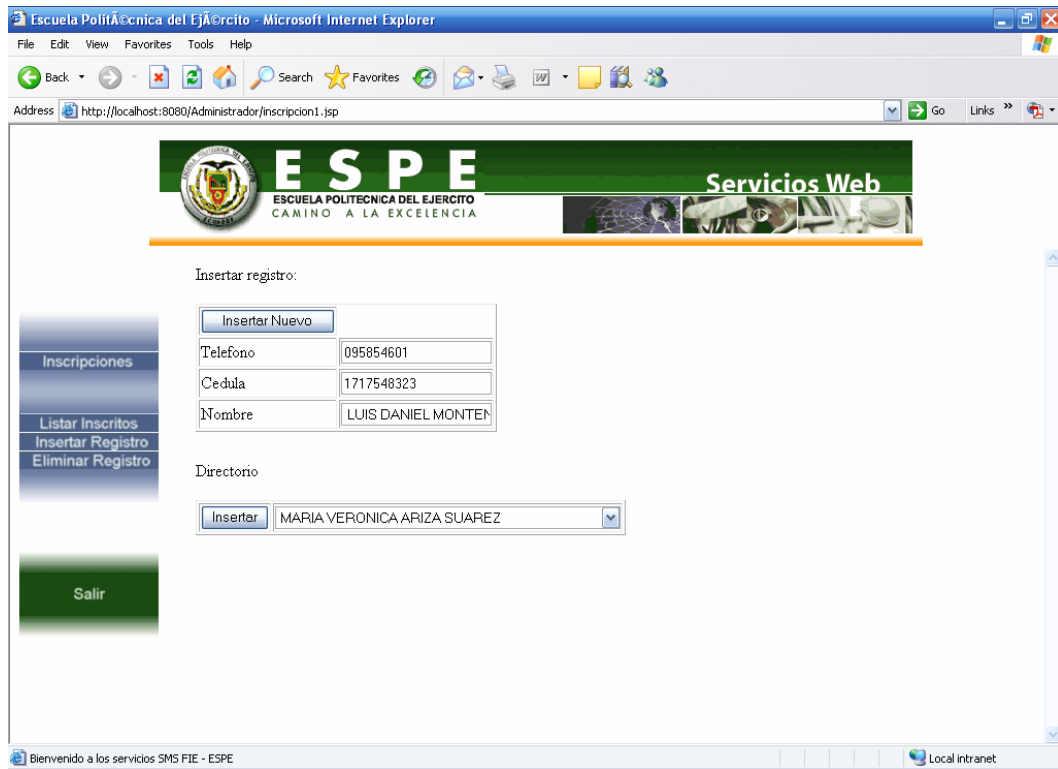 Escuela PolitÃ©cnica del EjÃ©rcito - Microsoft Internet Explorer
File Edit View Favorites Tools Help
Back Search Favorites
Address http://localhost:8080/Administrador/inscripcion1.jsp Go Links »
ESPE
ESCUELA POLITECNICA DEL EJERCITO
CAMINO A LA EXCELENCIA
Servicios Web
Insertar registro:
Insertar Nuevo
Telefono 095854601
Cedula 1717548323
Nombre LUIS DANIEL MONTEN
Inscripciones
Listar Inscritos
Insertar Registro
Eliminar Registro
Directorio
Insertar MARIA VERONICA ARIZA SUAREZ
Salir
Bienvenido a los servicios SMS FIE - ESPE Local intranet